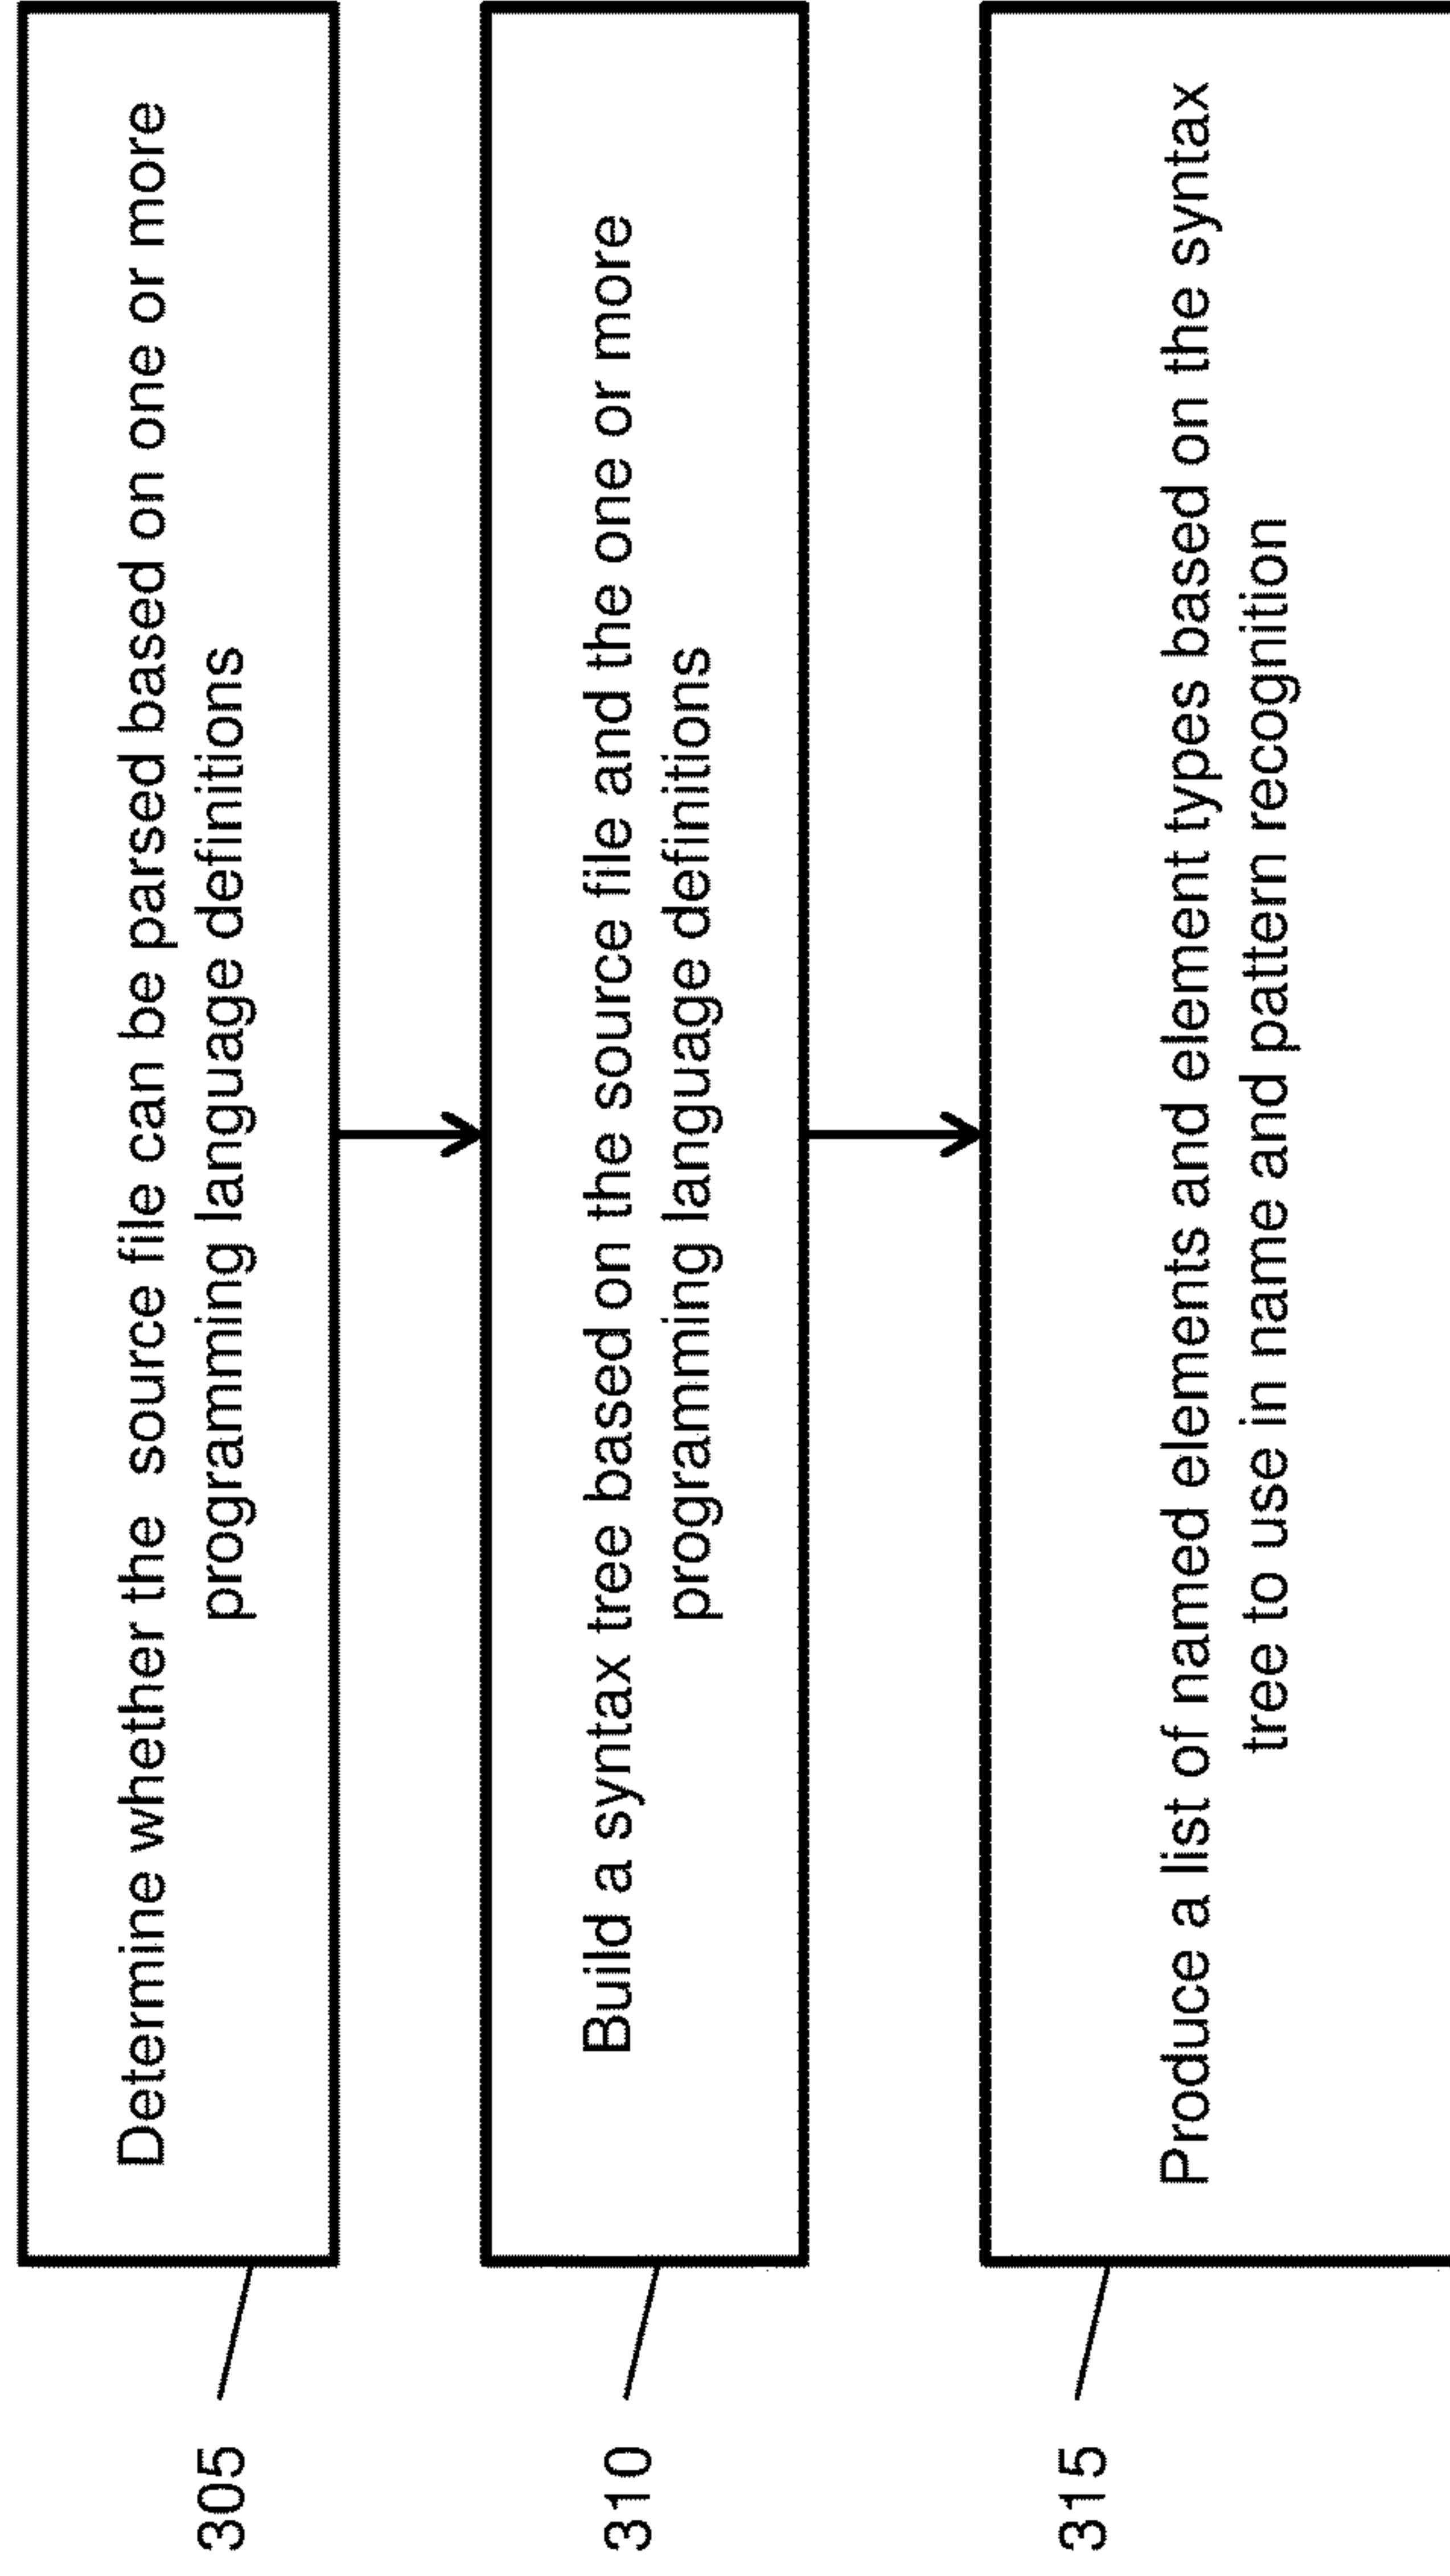 305
Determine whether the source file can be parsed based on one or more
programming language definitions
310
Build a syntax tree based on the source file and the one or more
programming language definitions
315
Produce a list of named elements and element types based on the syntax
tree to use in name and pattern recognition